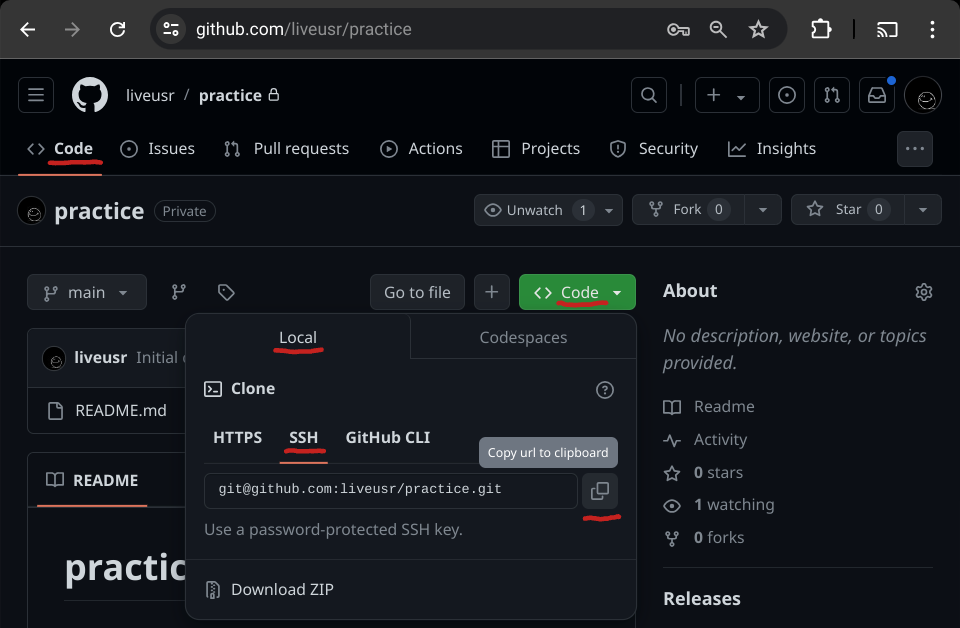 github.com/liveusr/practice
liveusr / practice
Code Issues Pull requests Actions Projects Security Insights
practice Private Unwatch 1 Fork 0 Star 0
main Go to file Code
Local Codespaces
liveusr Initial c
Clone
README.md
HTTPS SSH GitHub CLI
Copy url to clipboard
README
git@github.com:liveusr/practice.git
Use a password-protected SSH key.
practic
Download ZIP
About
No description, website, or topics
provided.
Readme
Activity
0 stars
1 watching
0 forks
Releases